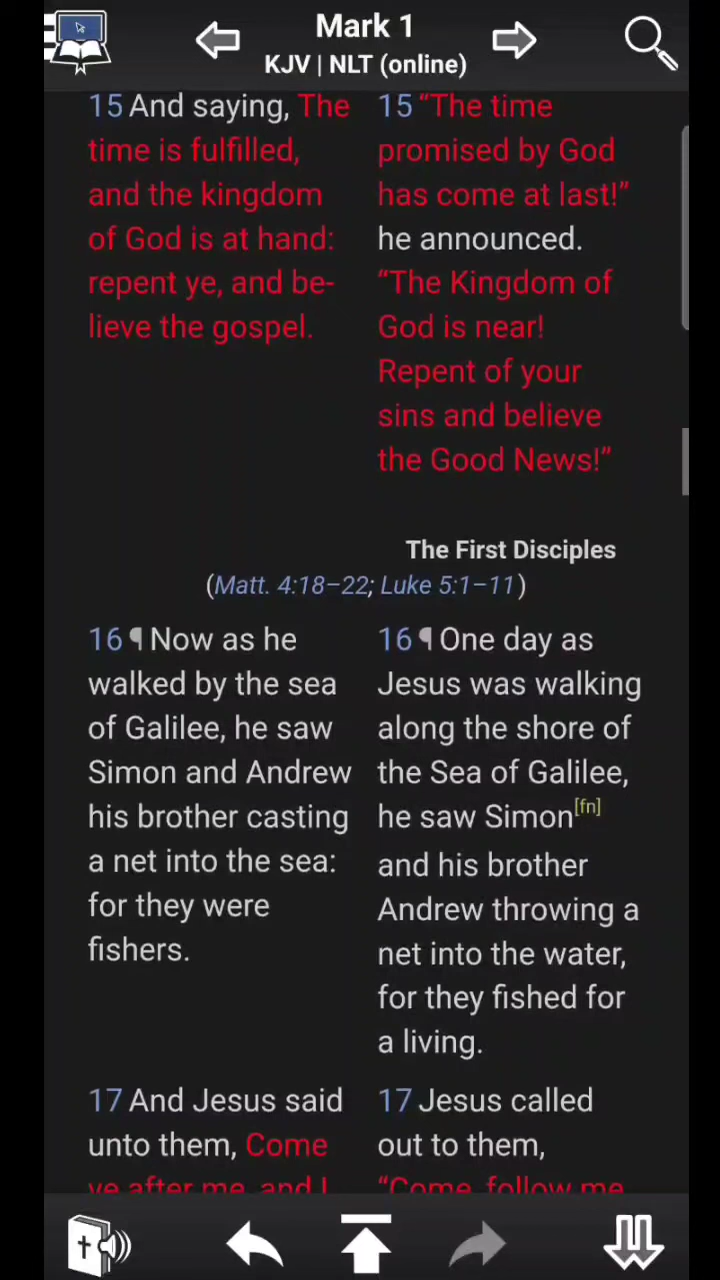 Mark 1
KJV | NLT (online)
15 And saying, The
time is fulfilled,
and the kingdom
of God is at hand:
repent ye, and be-
lieve the gospel.
15 “The time
promised by God
has come at last!”
he announced.
“The Kingdom of
God is near!
Repent of your
sins and believe
the Good News!”
The First Disciples
(Matt. 4:18–22; Luke 5:1–11)
16 ¶ Now as he
walked by the sea
of Galilee, he saw
Simon and Andrew
his brother casting
a net into the sea:
for they were
fishers.
16 ¶ One day as
Jesus was walking
along the shore of
the Sea of Galilee,
he saw Simon[fn]
and his brother
Andrew throwing a
net into the water,
for they fished for
a living.
17 And Jesus said
unto them, Come
ye after me, and I
17 Jesus called
out to them,
“Come, follow me,